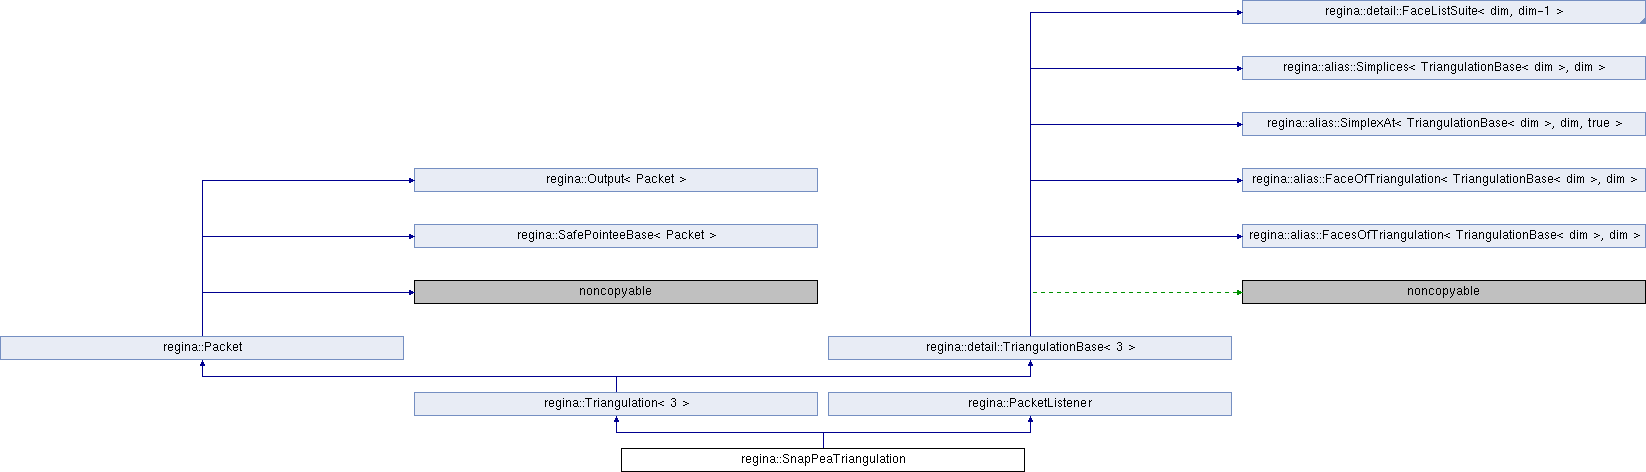 regina::detail::FaceListSuite< dim, dim-1 >
regina::alias::Simplices< TriangulationBase< dim >, dim >
regina::alias::SimplexAt< TriangulationBase< dim >, dim, true >
regina::Output< Packet >
regina::alias::FaceOfTriangulation< TriangulationBase< dim >, dim >
regina::SafePointeeBase< Packet >
regina::alias::FacesOfTriangulation< TriangulationBase< dim >, dim >
noncopyable
noncopyable
regina::Packet
regina::detail::TriangulationBase< 3 >
regina::Triangulation< 3 >
regina::PacketListener
regina::SnapPeaTriangulation